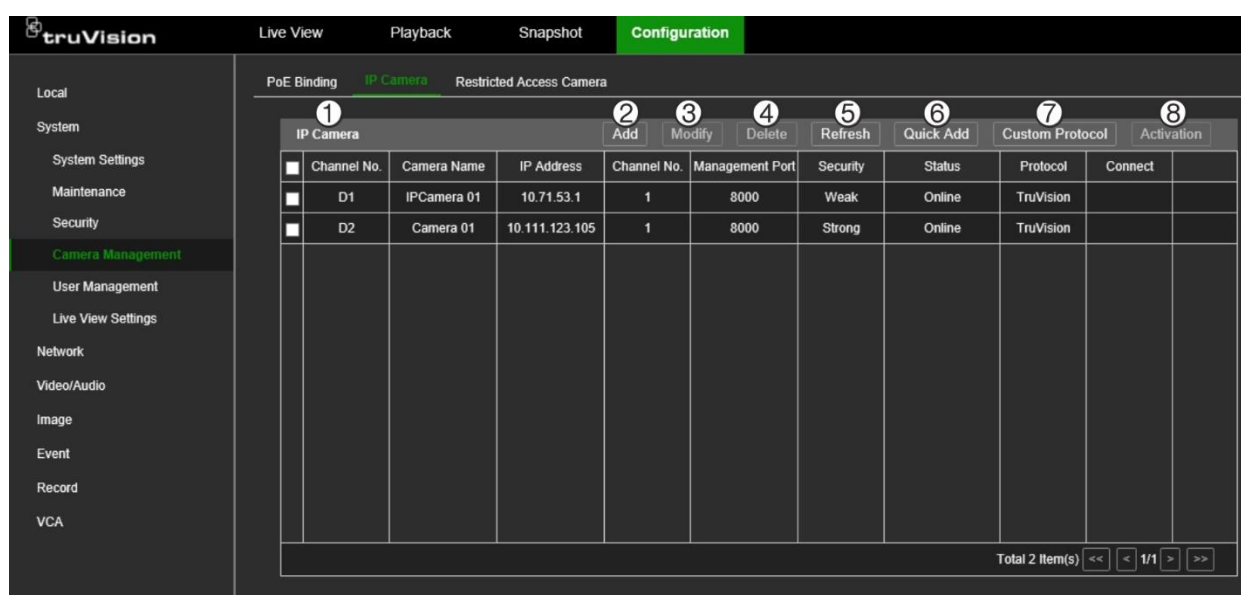 truVision Live View Playback Snapshot Configuration
PoE Binding IP Camera Restricted Access Camera
Local
System
System Settings
Maintenance
Security
Camera Management
User Management
Live View Settings
Network
Video/Audio
Image
Event
Record
VCA
1 2 3 4 5 6 7 8
IP Camera Add Modify Delete Refresh Quick Add Custom Protocol Activation
Channel No. Camera Name IP Address Channel No. Management Port Security Status Protocol Connect
D1 IPCamera 01 10.71.53.1 1 8000 Weak Online TruVision
D2 Camera 01 10.111.123.105 1 8000 Strong Online TruVision
Total 2 Item(s) << < 1/1 > >>